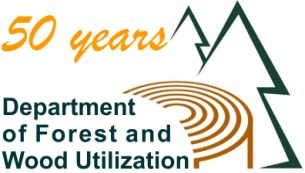 50 years
Department
of Forest and
Wood Utilization